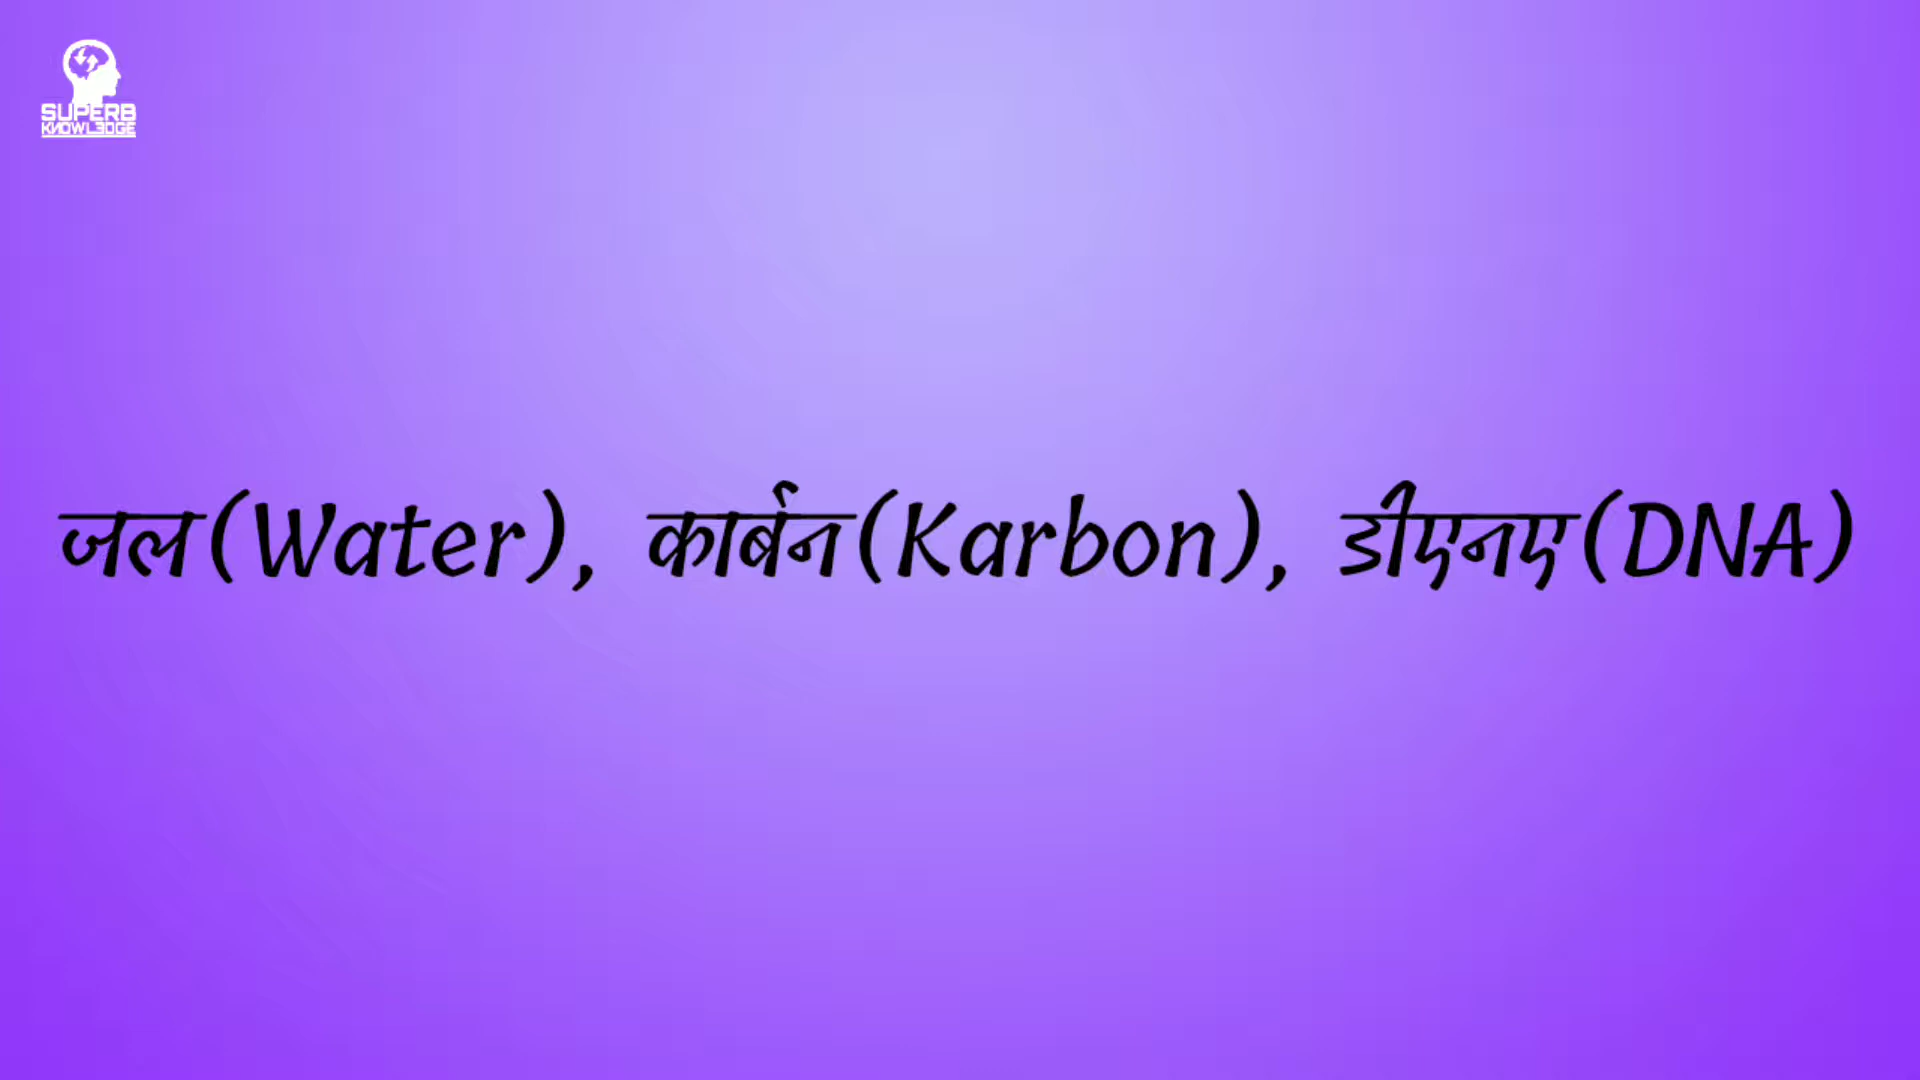 SUPERB
KNOWLEDGE
जल(Water), कार्बन(Karbon), डीएनए(DNA)